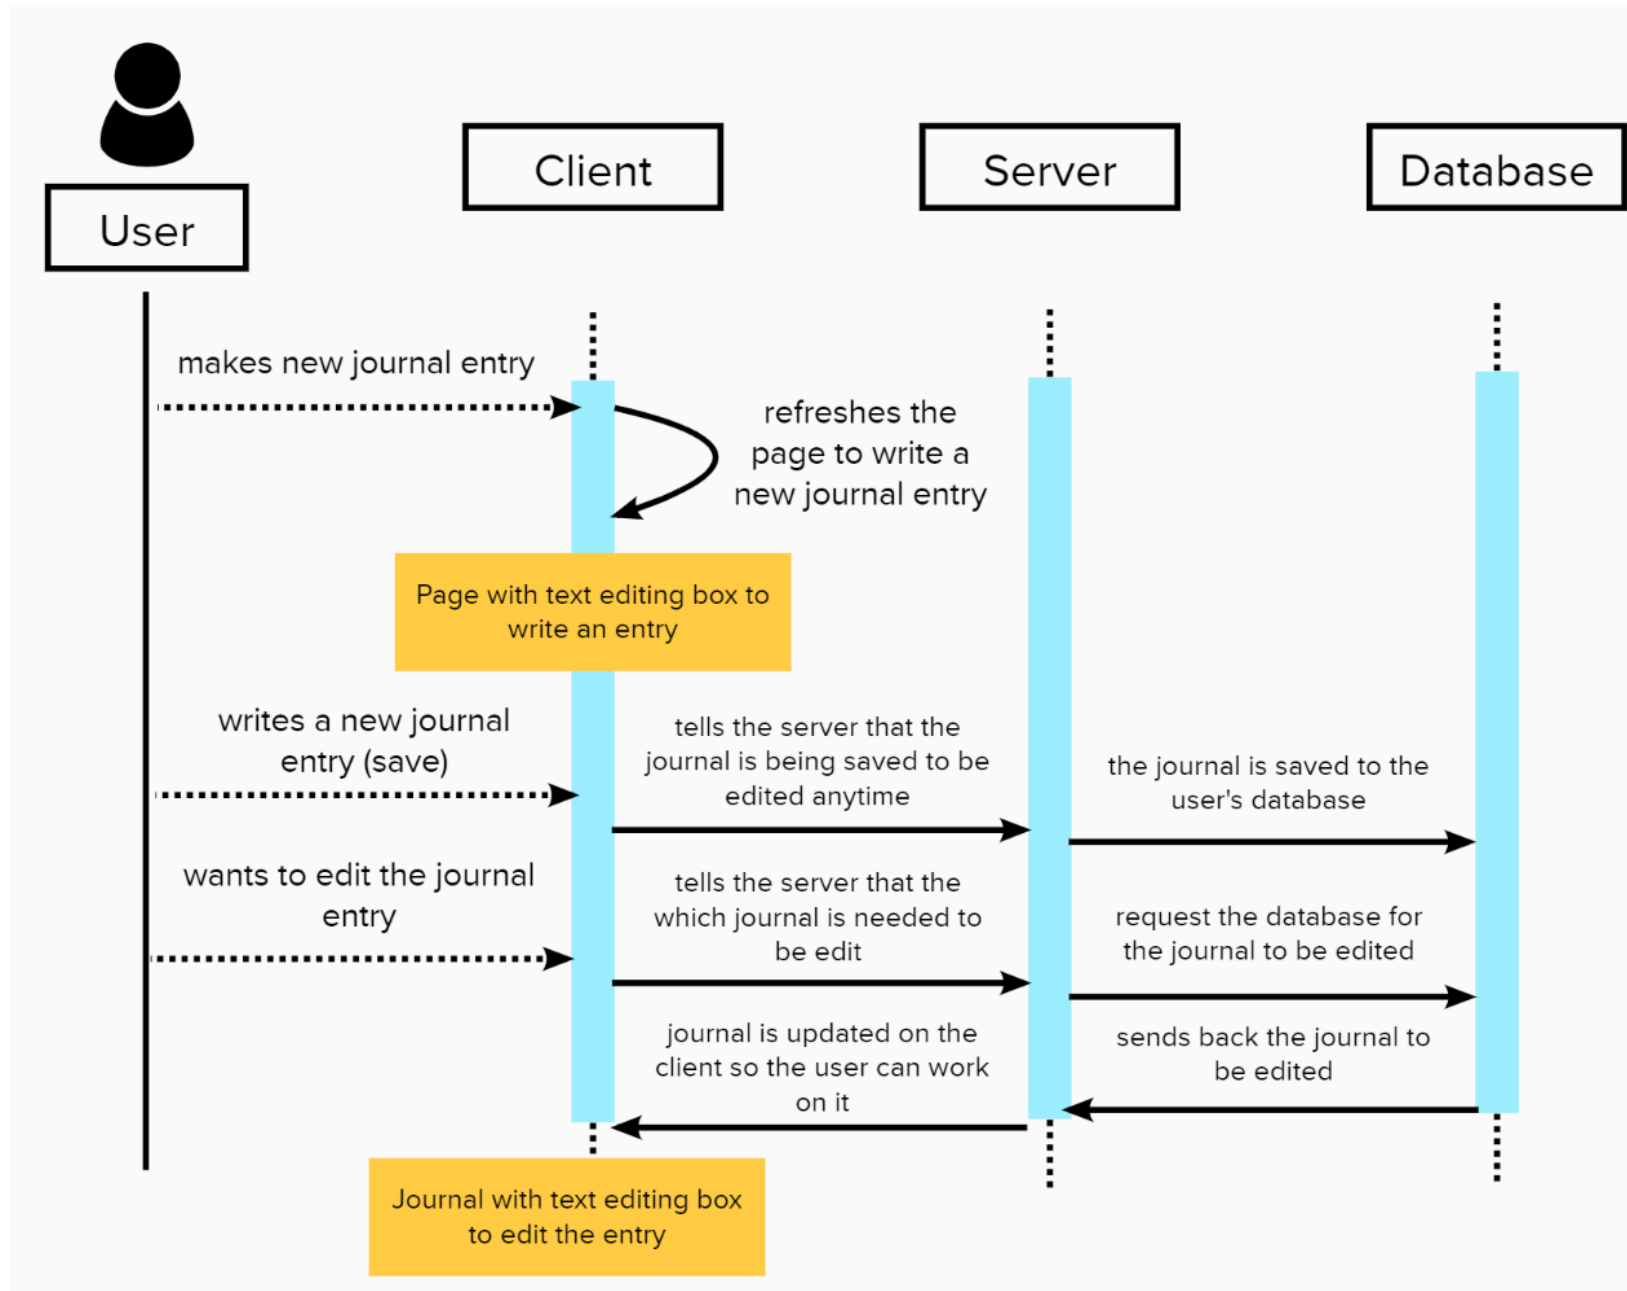 User
Client
Server
Database
makes new journal entry
refreshes the
page to write a
new journal entry
Page with text editing box to
write an entry
writes a new journal
entry (save)
tells the server that the
journal is being saved to be
edited anytime
the journal is saved to the
user's database
wants to edit the journal
entry
tells the server that the
which journal is needed to
be edit
request the database for
the journal to be edited
journal is updated on the
client so the user can work
on it
sends back the journal to
be edited
Journal with text editing box
to edit the entry